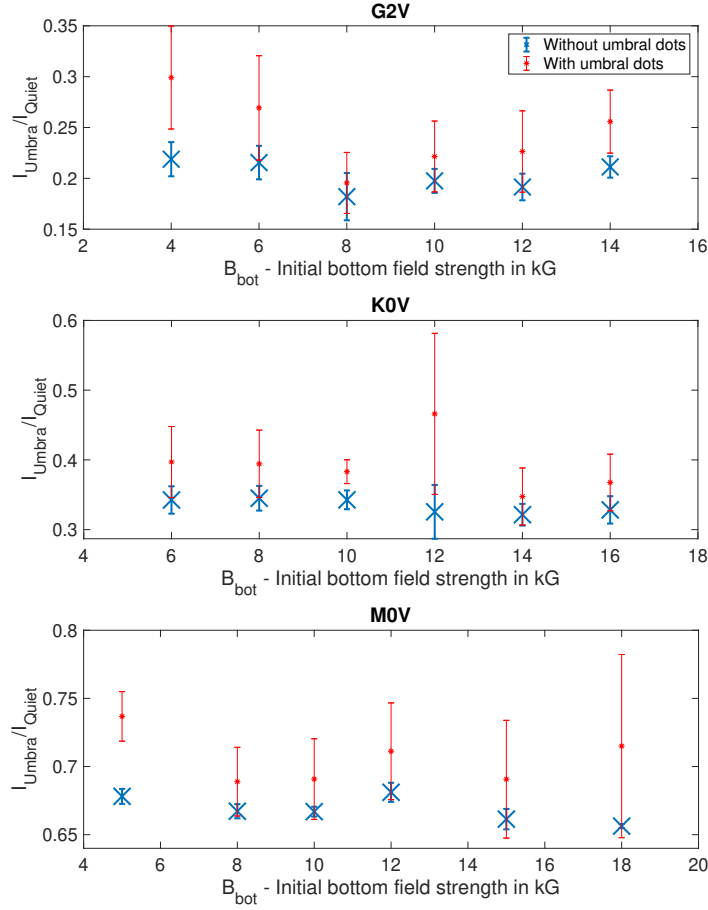 G2V
Without umbral dots
With umbral dots
0.35
0.3
0.25
0.2
0.15
I_Umbra/I_Quiet
2 4 6 8 10 12 14 16
B_bot - Initial bottom field strength in kG
K0V
0.6
0.5
0.4
0.3
I_Umbra/I_Quiet
4 6 8 10 12 14 16 18
B_bot - Initial bottom field strength in kG
M0V
0.8
0.75
0.7
0.65
I_Umbra/I_Quiet
4 6 8 10 12 14 16 18 20
B_bot - Initial bottom field strength in kG